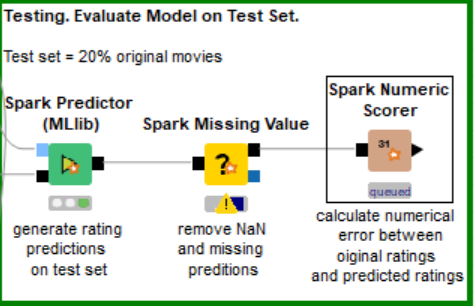 Testing. Evaluate Model on Test Set.
Test set = 20% original movies
Spark Predictor
(MLlib)
Spark Missing Value
Spark Numeric
Scorer
?
!
31
queued
generate rating
predictions
on test set
remove NaN
and missing
preditions
calculate numerical
error between
oiginal ratings
and predicted ratings